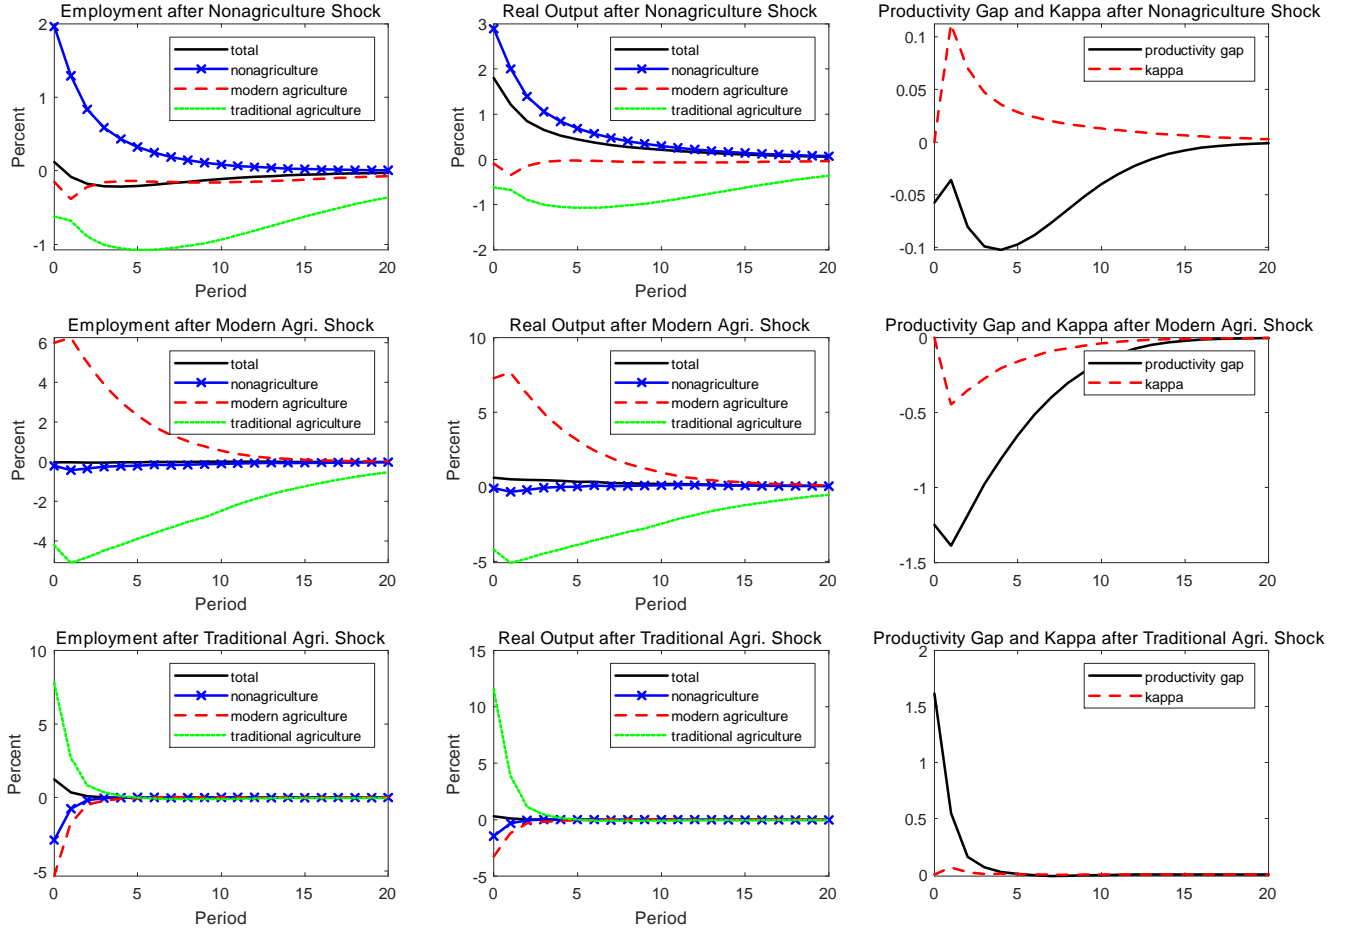 Employment after Nonagriculture Shock
2
1
0
-1
Percent
total
nonagriculture
modern agriculture
traditional agriculture
0 5 10 15 20
Period
Real Output after Nonagriculture Shock
3
2
1
0
-1
-2
Percent
total
nonagriculture
modern agriculture
traditional agriculture
0 5 10 15 20
Period
Productivity Gap and Kappa after Nonagriculture Shock
0.1
0.05
0
-0.05
-0.1
productivity gap
kappa
0 5 10 15 20
Employment after Modern Agri. Shock
6
4
2
0
-2
-4
Percent
total
nonagriculture
modern agriculture
traditional agriculture
0 5 10 15 20
Period
Real Output after Modern Agri. Shock
10
5
0
-5
Percent
total
nonagriculture
modern agriculture
traditional agriculture
0 5 10 15 20
Period
Productivity Gap and Kappa after Modern Agri. Shock
0
-0.5
-1
-1.5
productivity gap
kappa
0 5 10 15 20
Employment after Traditional Agri. Shock
10
5
0
-5
Percent
total
nonagriculture
modern agriculture
traditional agriculture
0 5 10 15 20
Period
Real Output after Traditional Agri. Shock
15
10
5
0
-5
Percent
total
nonagriculture
modern agriculture
traditional agriculture
0 5 10 15 20
Period
Productivity Gap and Kappa after Traditional Agri. Shock
2
1.5
1
0.5
0
productivity gap
kappa
0 5 10 15 20